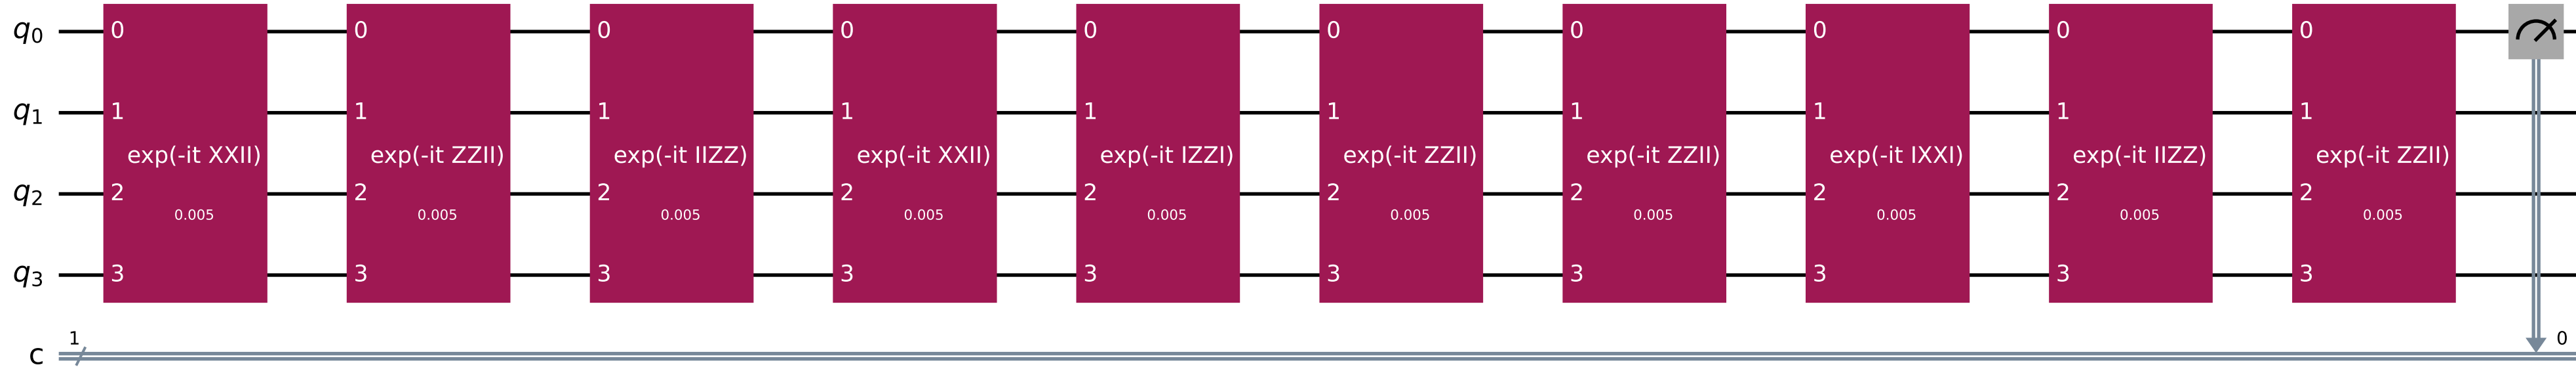 q0 0 0 0 0 0 0 0 0 0 0
q1 1 1 1 1 1 1 1 1 1 1
exp(-it XXII) exp(-it ZZII) exp(-it IIZZ) exp(-it XXII) exp(-it IZZI) exp(-it ZZII) exp(-it ZZII) exp(-it IXXI) exp(-it IIZZ) exp(-it ZZII)
q2 2 2 2 2 2 2 2 2 2 2
0.005 0.005 0.005 0.005 0.005 0.005 0.005 0.005 0.005 0.005
q3 3 3 3 3 3 3 3 3 3 3
1 0
c